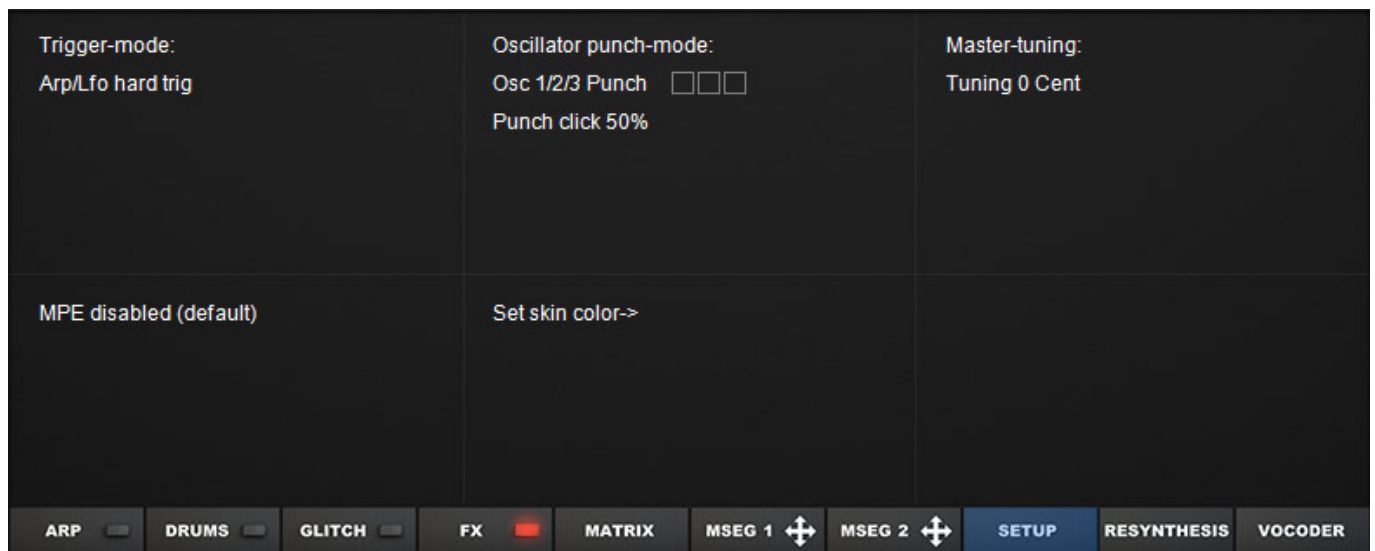 Trigger-mode:
Arp/Lfo hard trig
Oscillator punch-mode:
Osc 1/2/3 Punch
Punch click 50%
Master-tuning:
Tuning 0 Cent
MPE disabled (default)
Set skin color->
ARP
DRUMS
GLITCH
FX
MATRIX
MSEG 1
MSEG 2
SETUP
RESYNTHESIS
VOCODER